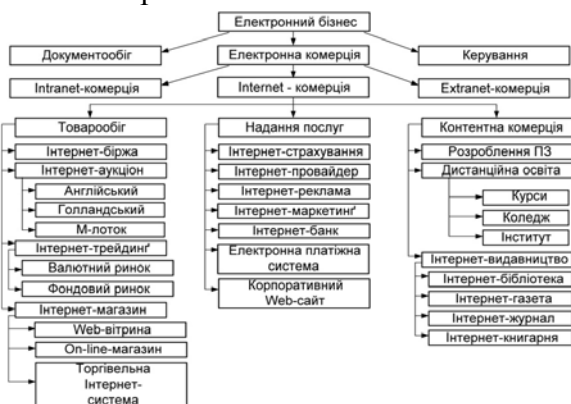 Електронний бізнес
Документообіг
Електронна комерція
Керування
Intranet-комерція
Internet - комерція
Extranet-комерція
Товарообіг
Інтернет-біржа
Інтернет-аукціон
Англійський
Голландський
М-лоток
Інтернет-трейдинґ
Валютний ринок
Фондовий ринок
Інтернет-магазин
Web-вітрина
On-line-магазин
Торгівельна
Інтернет-
система
Надання послуг
Інтернет-страхування
Інтернет-провайдер
Інтернет-реклама
Інтернет-маркетинґ
Інтернет-банк
Електронна платіжна
система
Корпоративний
Web-сайт
Контентна комерція
Розроблення ПЗ
Дистанційна освіта
Курси
Коледж
Інститут
Інтернет-видавництво
Інтернет-бібліотека
Інтернет-газета
Інтернет-журнал
Інтернет-книгарня